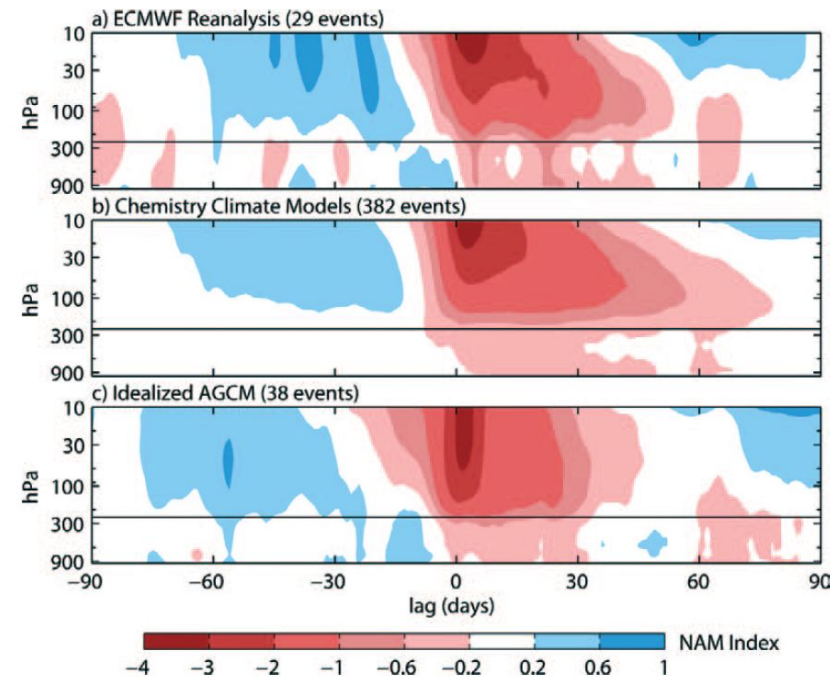 a) ECMWF Reanalysis (29 events)
10
30
100
300
900
hPa
b) Chemistry Climate Models (382 events)
10
30
100
300
900
hPa
c) Idealized AGCM (38 events)
10
30
100
300
900
hPa
−90 −60 −30 0 30 60 90
lag (days)
NAM Index
−4 −3 −2 −1 −0.6 −0.2 0.2 0.6 1